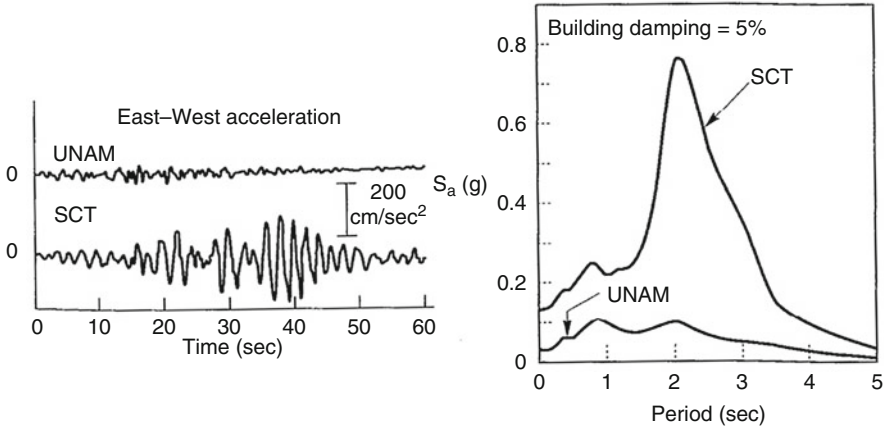 East–West acceleration
UNAM
0
200
cm/sec²
SCT
0
0 10 20 30 40 50 60
Time (sec)
Building damping = 5%
0.8
SCT
0.6
Sa (g)
0.4
0.2
UNAM
0
0 1 2 3 4 5
Period (sec)